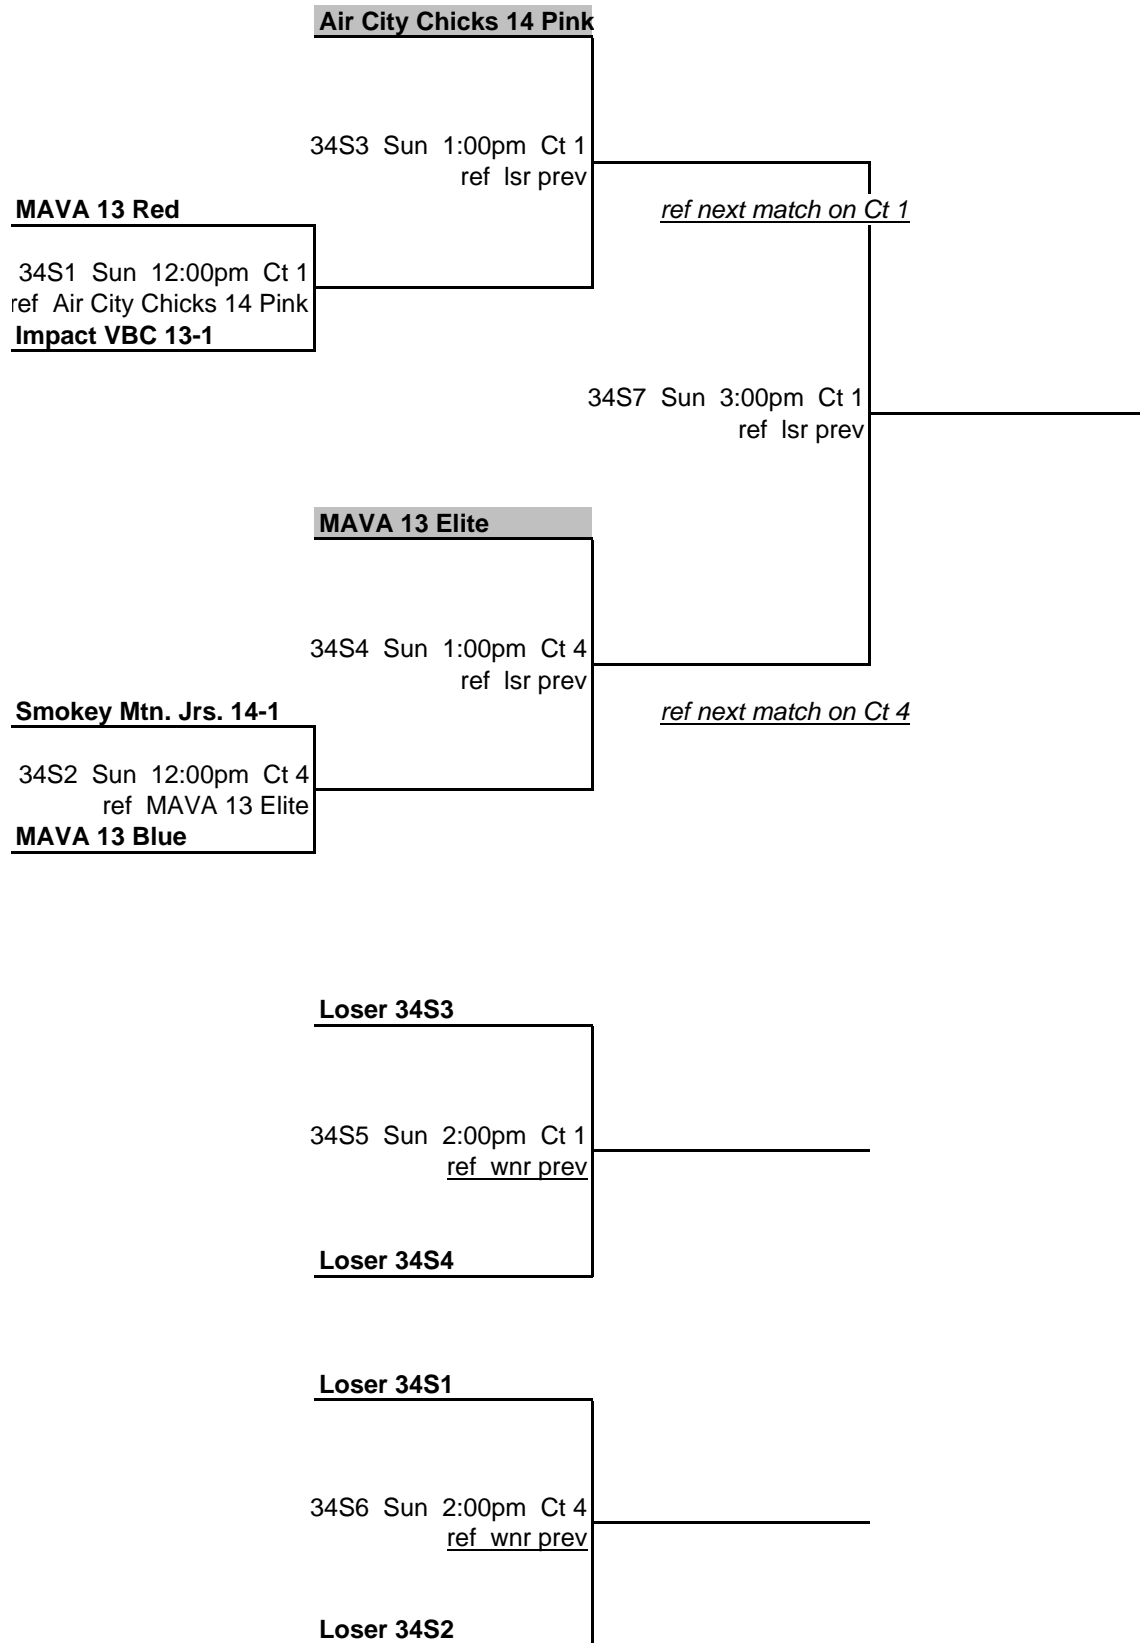 Air City Chicks 14 Pink
34S3 Sun 1:00pm Ct 1
ref lsr prev
MAVA 13 Red
ref next match on Ct 1
34S1 Sun 12:00pm Ct 1
ref Air City Chicks 14 Pink
Impact VBC 13-1
34S7 Sun 3:00pm Ct 1
ref lsr prev
MAVA 13 Elite
34S4 Sun 1:00pm Ct 4
ref lsr prev
Smokey Mtn. Jrs. 14-1
ref next match on Ct 4
34S2 Sun 12:00pm Ct 4
ref MAVA 13 Elite
MAVA 13 Blue
Loser 34S3
34S5 Sun 2:00pm Ct 1
ref wnr prev
Loser 34S4
Loser 34S1
34S6 Sun 2:00pm Ct 4
ref wnr prev
Loser 34S2